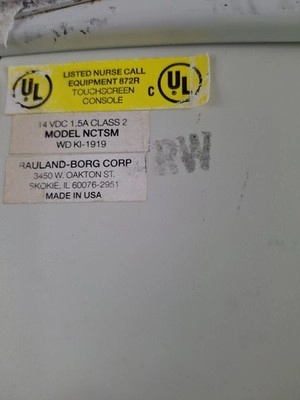 UL
LISTED NURSE CALL
EQUIPMENT 872R
TOUCHSCREEN
CONSOLE
C UL
14 VDC 1.5A CLASS 2
MODEL NCTSM
WD KI-1919
RAULAND-BORG CORP
3450 W. OAKTON ST.
SKOKIE, IL 60076-2951
MADE IN USA
RW